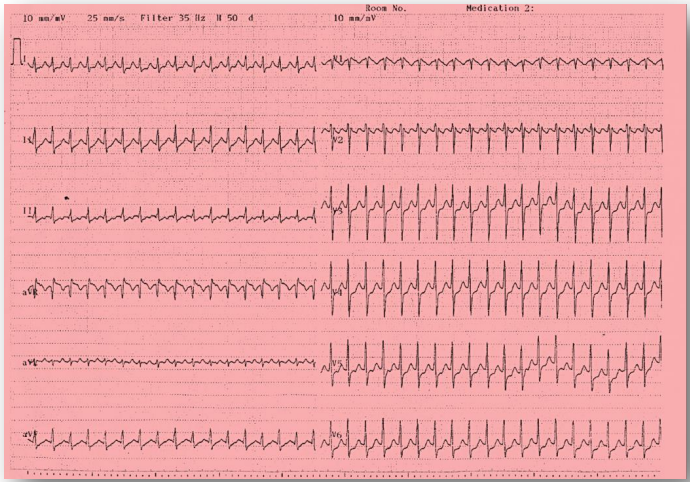 Room No. Medication 2:
10 mm/mV 25 mm/s Filter 35 Hz H 50 d 10 mm/mV
I V1
II V2
III V3
aVR V4
aVL V5
aVF V6